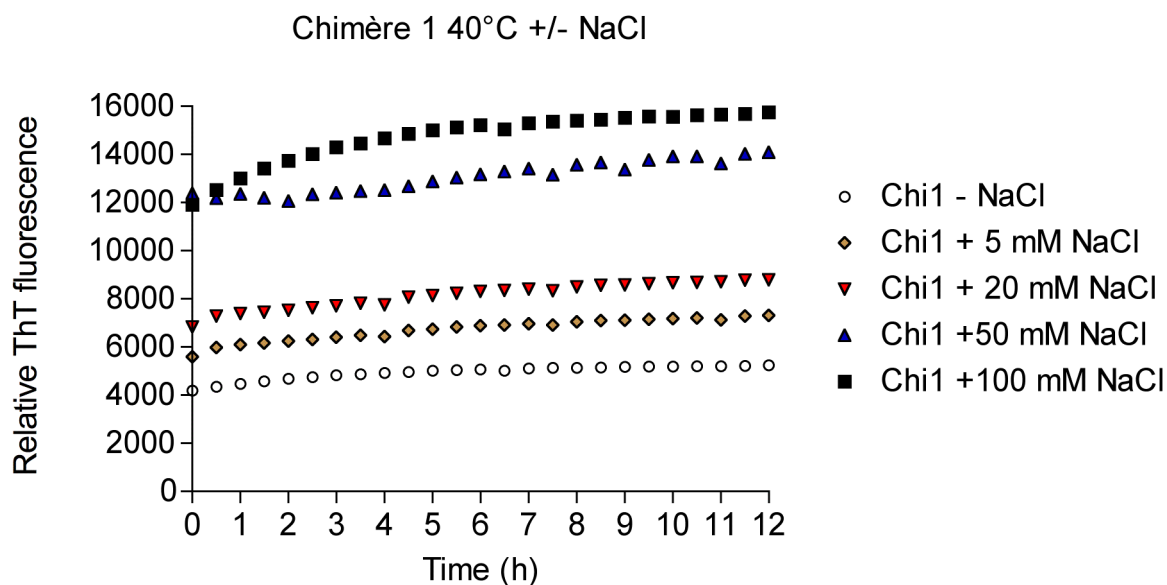 Chimère 1 40°C +/- NaCl
Relative ThT fluorescence
16000
14000
12000
10000
8000
6000
4000
2000
0
0 1 2 3 4 5 6 7 8 9 10 11 12
Time (h)
Chi1 - NaCl
Chi1 + 5 mM NaCl
Chi1 + 20 mM NaCl
Chi1 +50 mM NaCl
Chi1 +100 mM NaCl